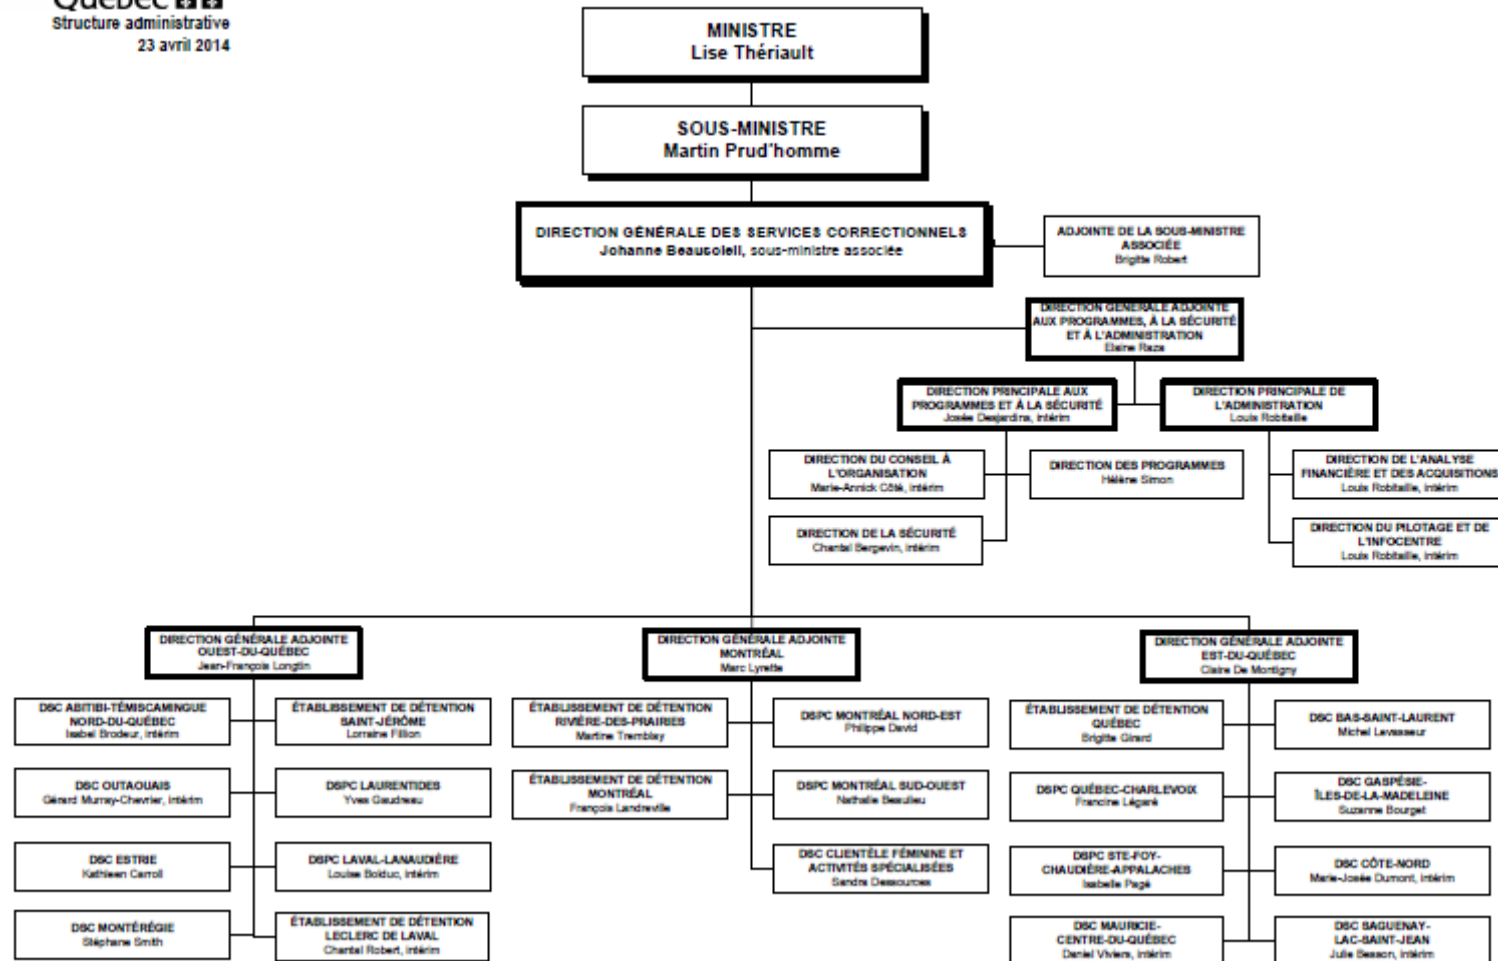 Québec
Structure administrative
23 avril 2014
MINISTRE
Lise Thériault
SOUS-MINISTRE
Martin Prud'homme
DIRECTION GÉNÉRALE DES SERVICES CORRECTIONNELS
Johanne Beausoleil, sous-ministre associée
ADJOINTE DE LA SOUS-MINISTRE
ASSOCIÉE
Brigitte Robert
DIRECTION GÉNÉRALE ADJOINTE
AUX PROGRAMMES, À LA SÉCURITÉ
ET À L'ADMINISTRATION
Elaine Raza
DIRECTION PRINCIPALE AUX
PROGRAMMES ET À LA SÉCURITÉ
Josée Desjardins, intérim
DIRECTION PRINCIPALE DE
L'ADMINISTRATION
Louis Robitaille
DIRECTION DU CONSEIL À
L'ORGANISATION
Marie-Annick Côté, intérim
DIRECTION DES PROGRAMMES
Hélène Simon
DIRECTION DE L'ANALYSE
FINANCIÈRE ET DES ACQUISITIONS
Louis Robitaille, intérim
DIRECTION DE LA SÉCURITÉ
Chantal Bergevin, intérim
DIRECTION DU PILOTAGE ET DE
L'INFOCENTRE
Louis Robitaille, intérim
DIRECTION GÉNÉRALE ADJOINTE
OUEST-DU-QUÉBEC
Jean-François Longtin
DIRECTION GÉNÉRALE ADJOINTE
MONTRÉAL
Marc Lyrette
DIRECTION GÉNÉRALE ADJOINTE
EST-DU-QUÉBEC
Claire De Montigny
DSC ABITIBI-TÉMISCAMINGUE
NORD-DU-QUÉBEC
Isabel Brodeur, intérim
ÉTABLISSEMENT DE DÉTENTION
SAINT-JÉRÔME
Lorraine Fillion
DSC OUTAOUAIS
Gérard Murray-Chevrier, intérim
DSPC LAURENTIDES
Yves Gaudreau
DSC ESTRIE
Kathleen Carroll
DSPC LAVAL-LANAUDIÈRE
Louise Bolduc, intérim
DSC MONTÉRÉGIE
Stéphane Smith
ÉTABLISSEMENT DE DÉTENTION
LECLERC DE LAVAL
Chantal Robert, intérim
ÉTABLISSEMENT DE DÉTENTION
RIVIÈRE-DES-PRAIRIES
Martine Tremblay
DSPC MONTRÉAL NORD-EST
Philippe David
ÉTABLISSEMENT DE DÉTENTION
MONTRÉAL
François Landreville
DSPC MONTRÉAL SUD-OUEST
Nathalie Beaulieu
DSC CLIENTÈLE FÉMININE ET
ACTIVITÉS SPÉCIALISÉES
Sandra Dessources
ÉTABLISSEMENT DE DÉTENTION
QUÉBEC
Brigitte Girard
DSC BAS-SAINT-LAURENT
Michel Levasseur
DSPC QUÉBEC-CHARLEVOIX
Francine Légaré
DSC GASPÉSIE-
ÎLES-DE-LA-MADELEINE
Suzanne Bourget
DSPC STE-FOY-
CHAUDIÈRE-APPALACHES
Isabelle Pagé
DSC CÔTE-NORD
Marie-Josée Dumont, intérim
DSC MAURICIE-
CENTRE-DU-QUÉBEC
Daniel Viviers, intérim
DSC SAGUENAY-
LAC-SAINT-JEAN
Julie Besson, intérim